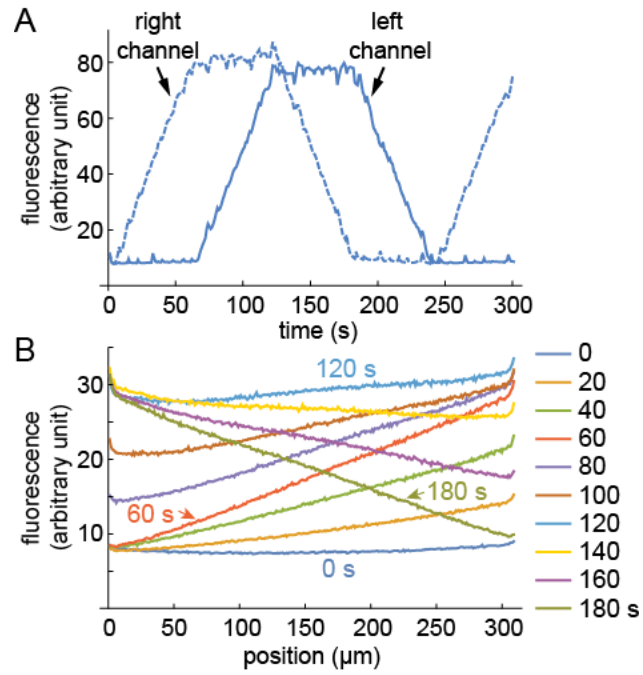 A
right
channel
left
channel
fluorescence
(arbitrary unit)
80
60
40
20
0 50 100 150 200 250 300
time (s)
B
fluorescence
(arbitrary unit)
30
20
10
120 s
60 s
180 s
0 s
0 50 100 150 200 250 300
position (µm)
0
20
40
60
80
100
120
140
160
180 s